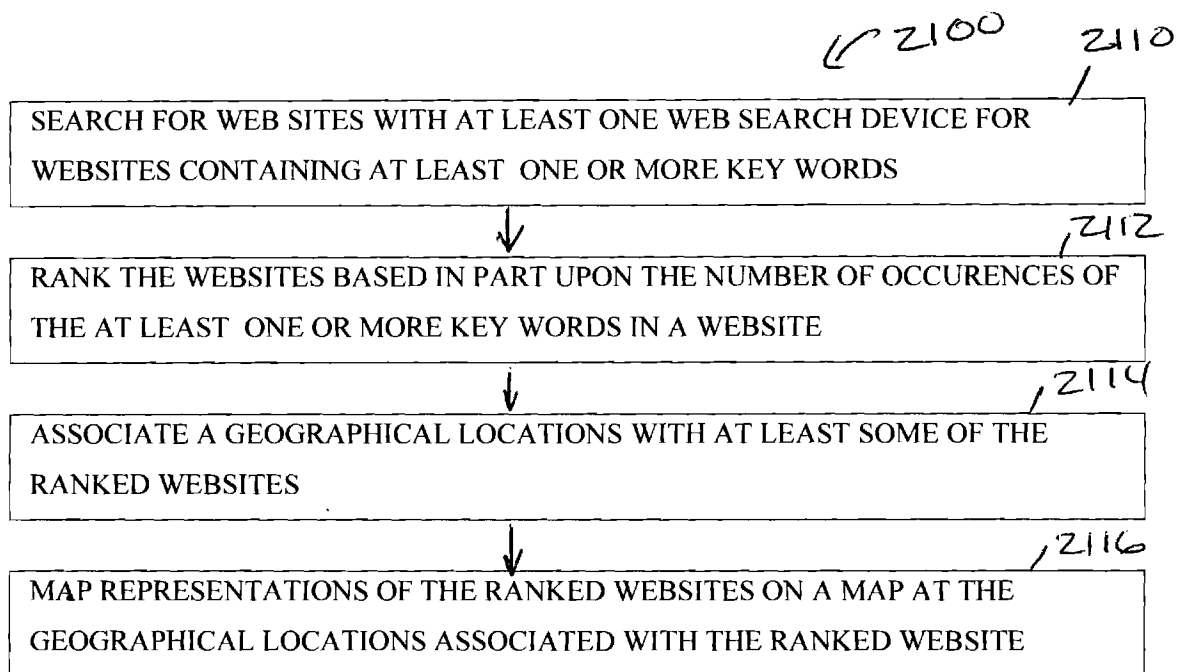 2100
2110
SEARCH FOR WEB SITES WITH AT LEAST ONE WEB SEARCH DEVICE FOR
WEBSITES CONTAINING AT LEAST ONE OR MORE KEY WORDS
2112
RANK THE WEBSITES BASED IN PART UPON THE NUMBER OF OCCURENCES OF
THE AT LEAST ONE OR MORE KEY WORDS IN A WEBSITE
2114
ASSOCIATE A GEOGRAPHICAL LOCATIONS WITH AT LEAST SOME OF THE
RANKED WEBSITES
2116
MAP REPRESENTATIONS OF THE RANKED WEBSITES ON A MAP AT THE
GEOGRAPHICAL LOCATIONS ASSOCIATED WITH THE RANKED WEBSITE